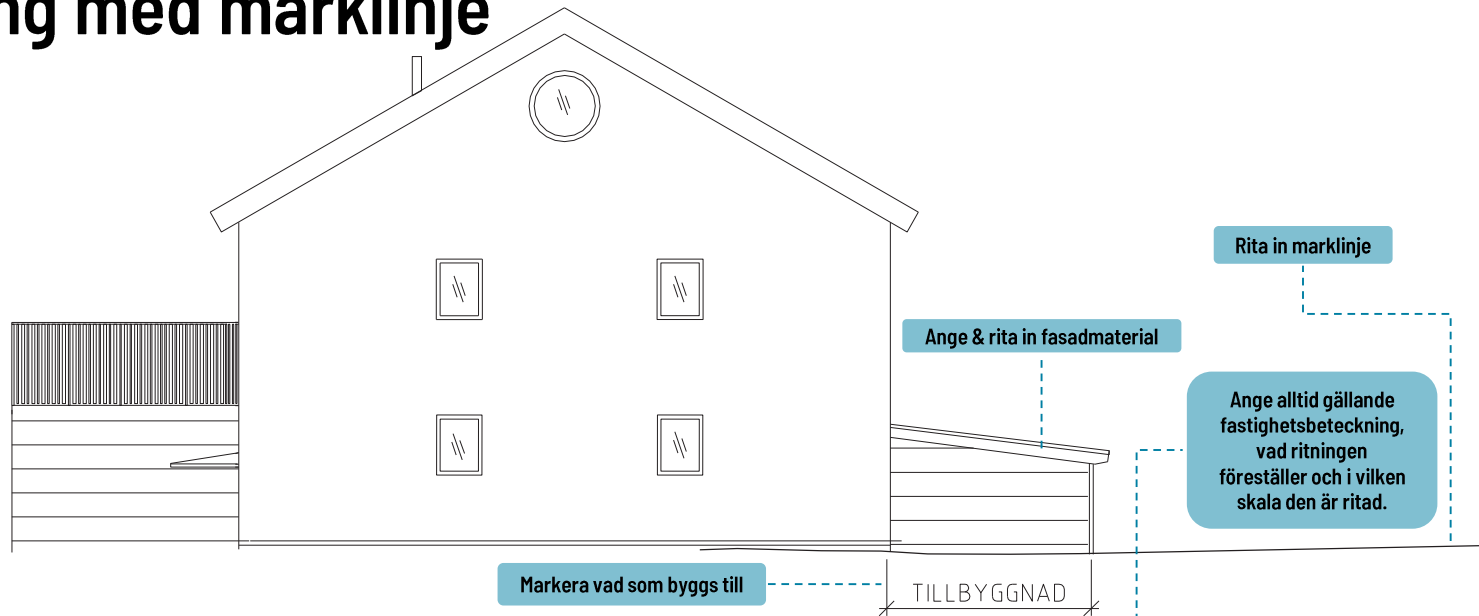 ng med marklinje
Rita in marklinje
Ange & rita in fasadmaterial
Ange alltid gällande
fastighetsbeteckning,
vad ritningen
föreställer och i vilken
skala den är ritad.
Markera vad som byggs till
TILLBYGGNAD